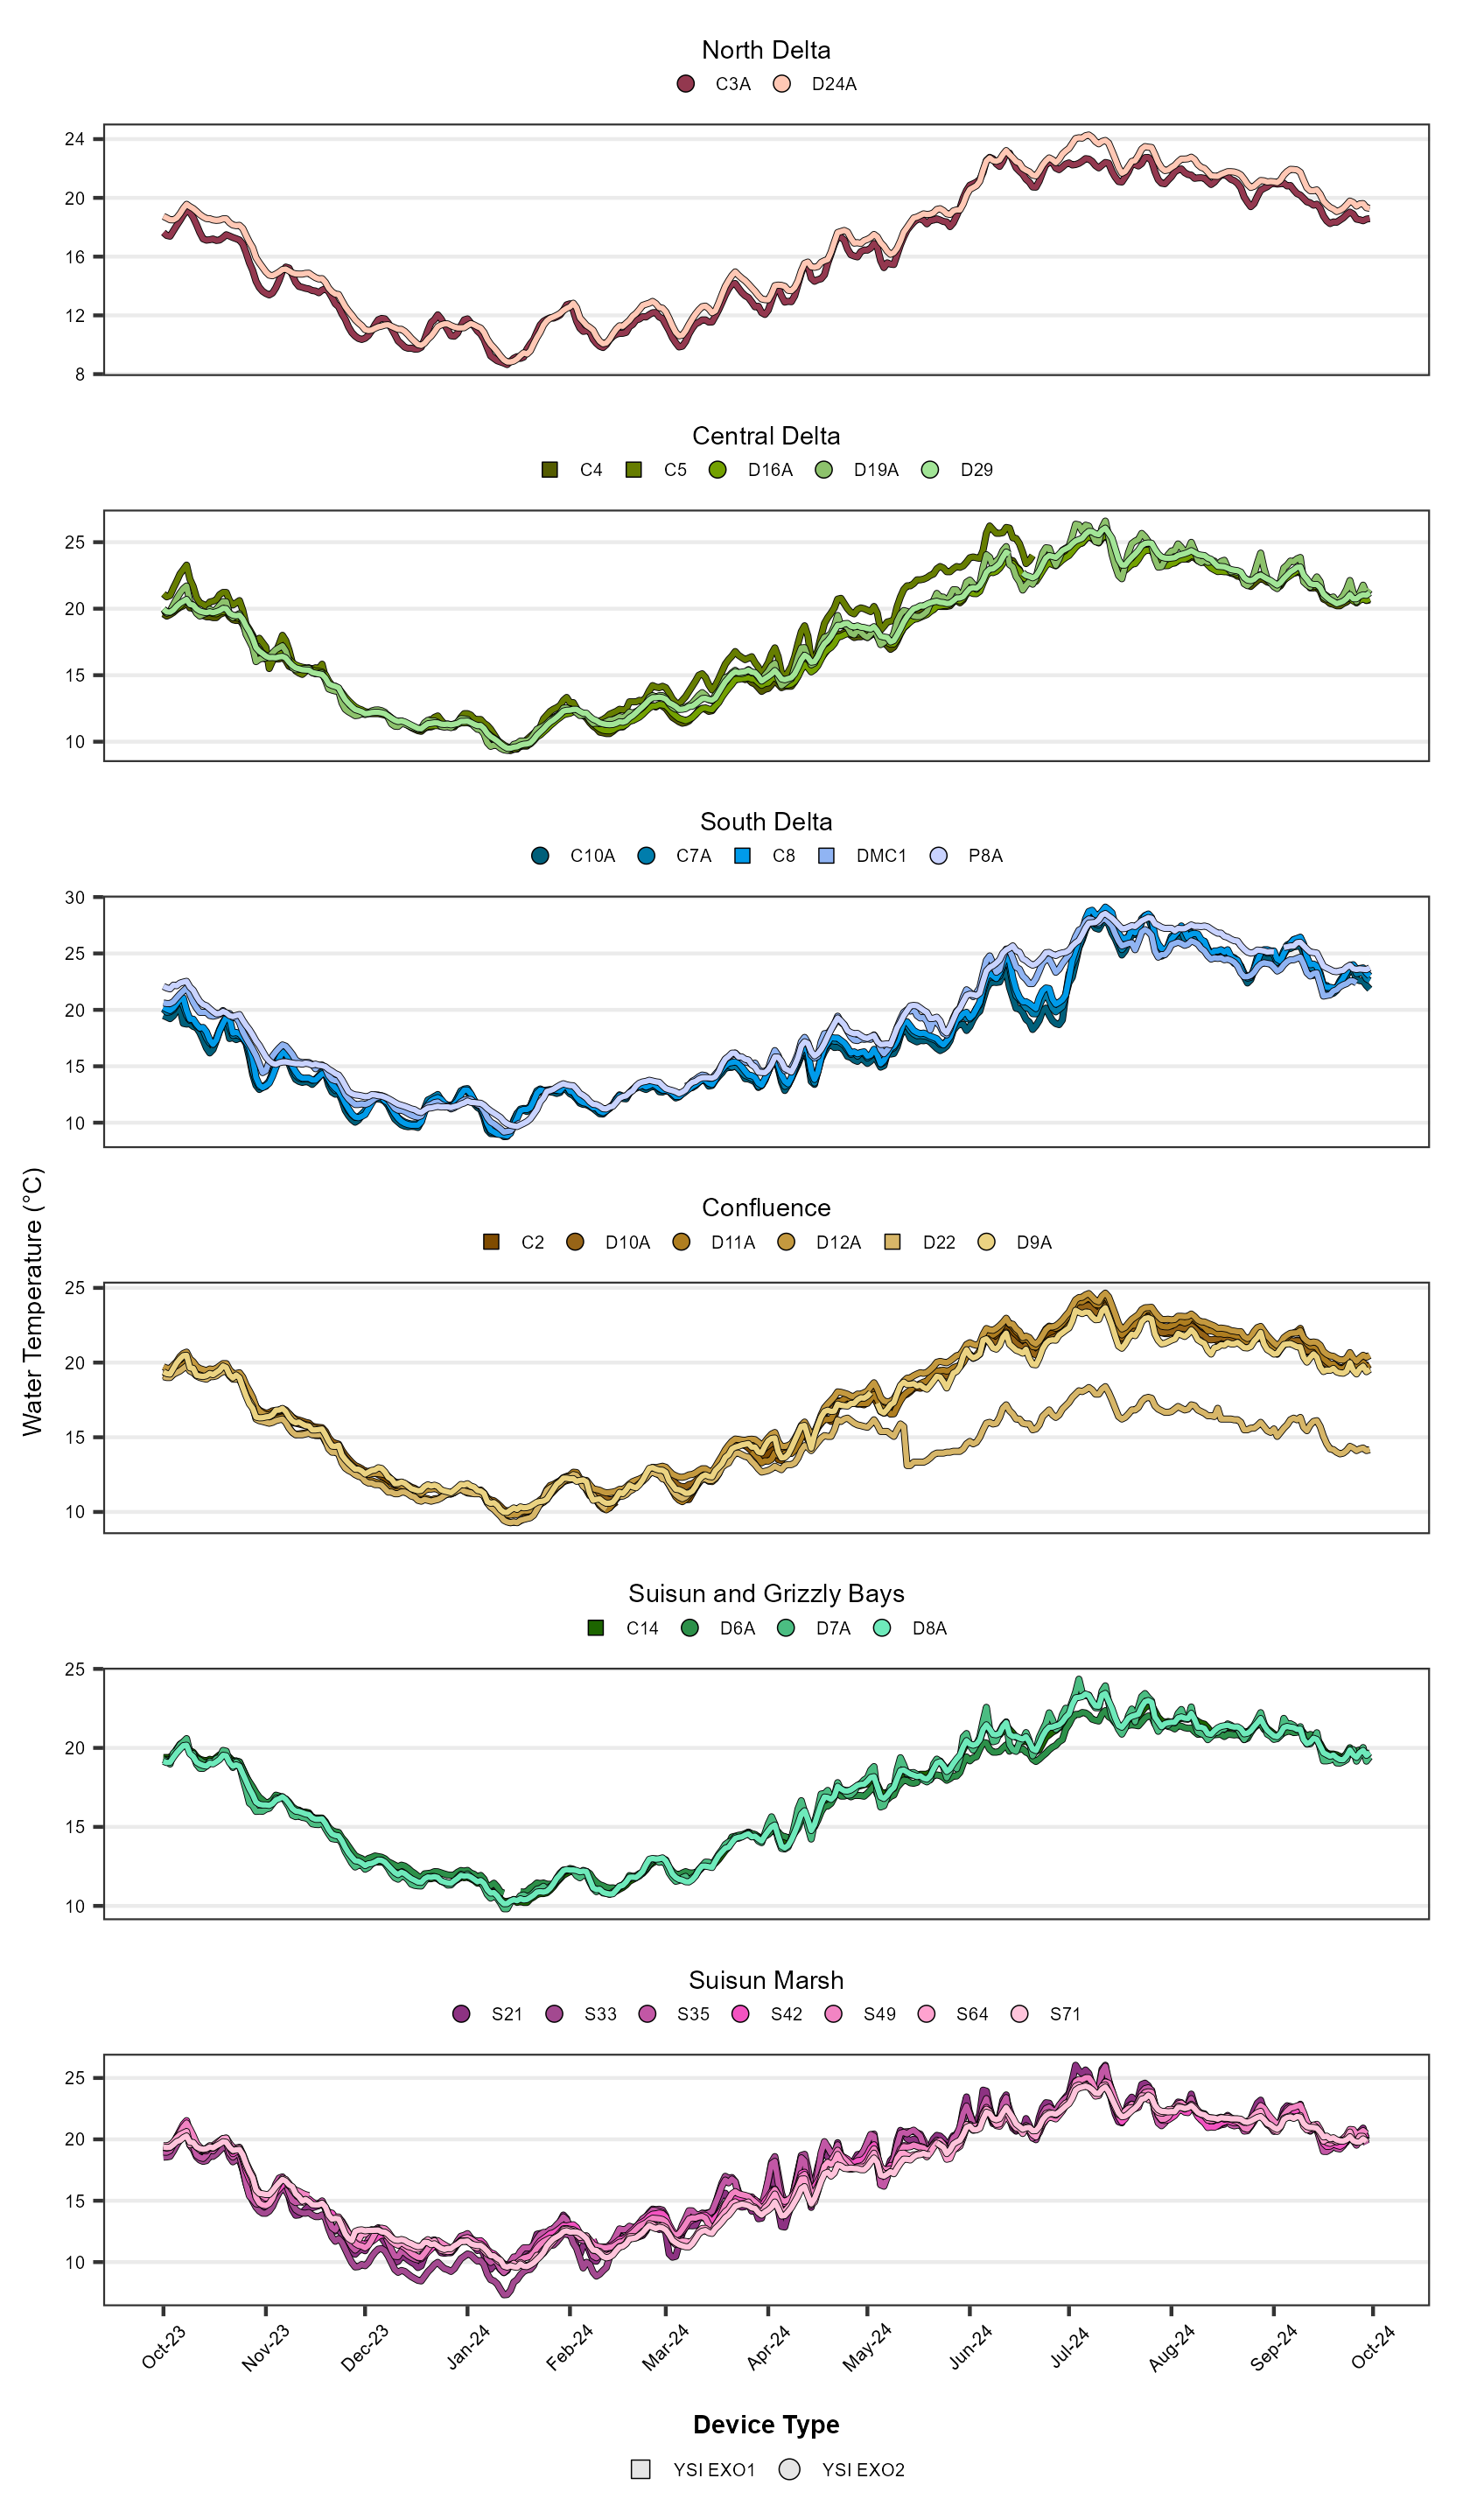 North Delta
C3A D24A
24
20
16
12
8
Central Delta
C4 C5 D16A D19A D29
25
20
15
10
South Delta
C10A C7A C8 DMC1 P8A
30
25
20
15
10
Water Temperature (°C)
Confluence
C2 D10A D11A D12A D22 D9A
25
20
15
10
Suisun and Grizzly Bays
C14 D6A D7A D8A
25
20
15
10
Suisun Marsh
S21 S33 S35 S42 S49 S64 S71
25
20
15
10
Oct-23 Nov-23 Dec-23 Jan-24 Feb-24 Mar-24 Apr-24 May-24 Jun-24 Jul-24 Aug-24 Sep-24 Oct-24
Device Type
YSI EXO1 YSI EXO2